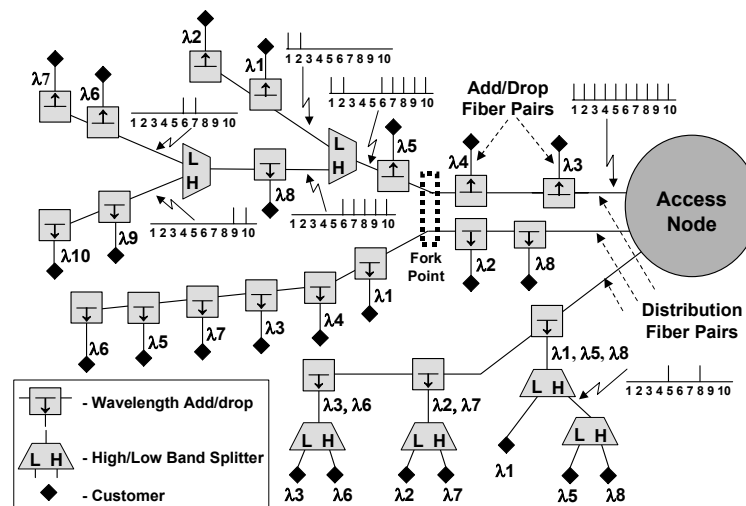 λ2
λ1
1 2 3 4 5 6 7 8 9 10
λ7
λ6
1 2 3 4 5 6 7 8 9 10
1 2 3 4 5 6 7 8 9 10
Add/Drop
Fiber Pairs
1 2 3 4 5 6 7 8 9 10
L
H
λ5
λ4
λ3
L
H
λ8
1 2 3 4 5 6 7 8 9 10
1 2 3 4 5 6 7 8 9 10
λ10
λ9
Access
Node
Fork
Point
λ2
λ8
λ1
λ6
λ5
λ7
λ3
λ4
Distribution
Fiber Pairs
λ1, λ5, λ8
1 2 3 4 5 6 7 8 9 10
L H
λ3, λ6
λ2, λ7
L H
L H
λ1
L H
λ3
λ6
λ2
λ7
λ5
λ8
- Wavelength Add/drop
L H
- High/Low Band Splitter
- Customer